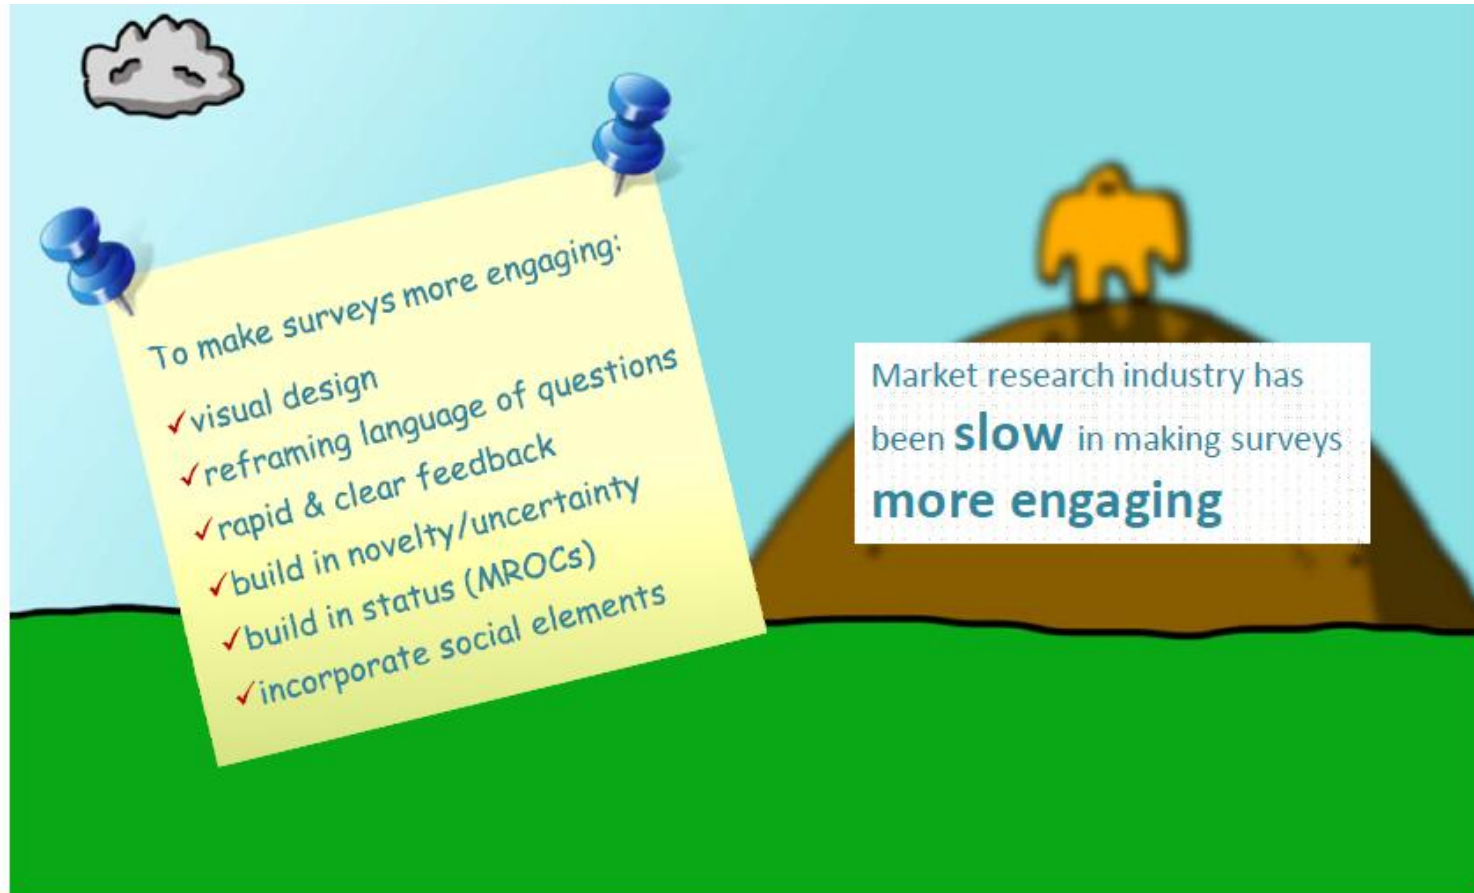 To make surveys more engaging:
✓visual design
✓reframing language of questions
✓rapid & clear feedback
✓build in novelty/uncertainty
✓build in status (MROCs)
✓incorporate social elements
Market research industry has
been slow in making surveys
more engaging